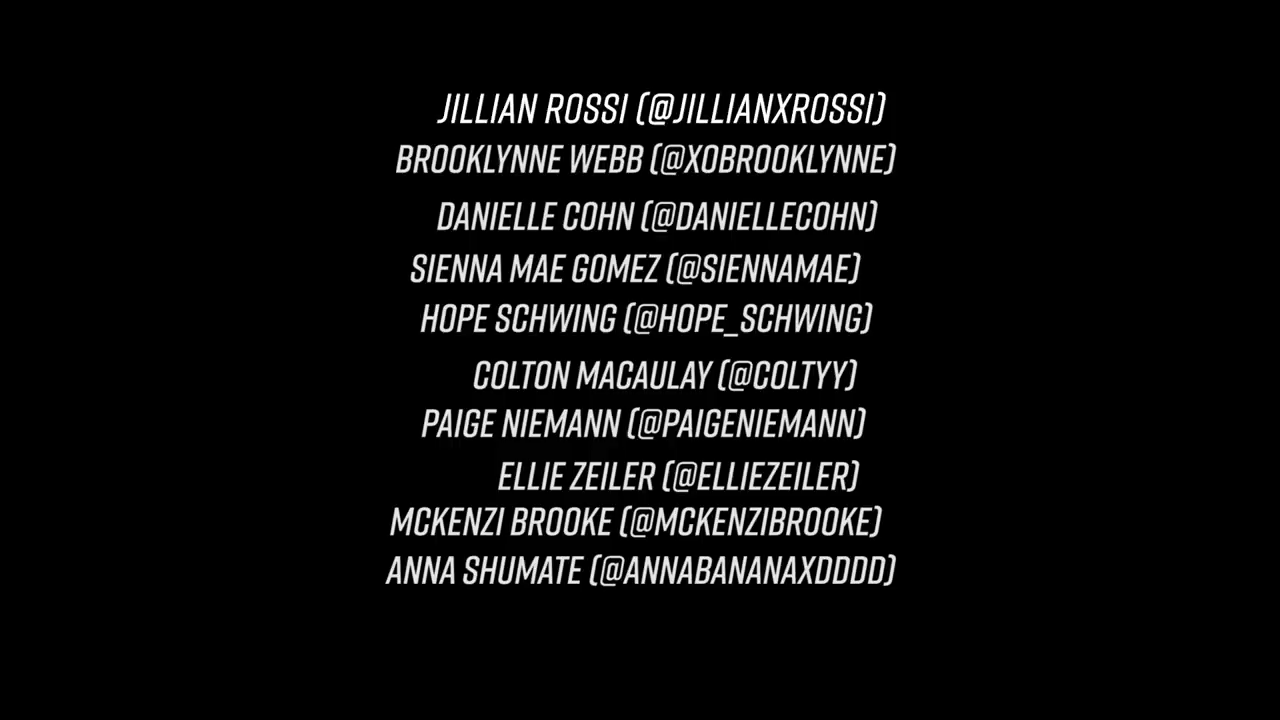 JILLIAN ROSSI (@JILLIANXROSSI)
BROOKLYNNE WEBB (@XOBROOKLYNNE)
DANIELLE COHN (@DANIELLECOHN)
SIENNA MAE GOMEZ (@SIENNAMAE)
HOPE SCHWING (@HOPE_SCHWING)
COLTON MACAULAY (@COLTYY)
PAIGE NIEMANN (@PAIGENIEMANN)
ELLIE ZEILER (@ELLIEZEILER)
MCKENZI BROOKE (@MCKENZIBROOKE)
ANNA SHUMATE (@ANNABANANAXDDDD)